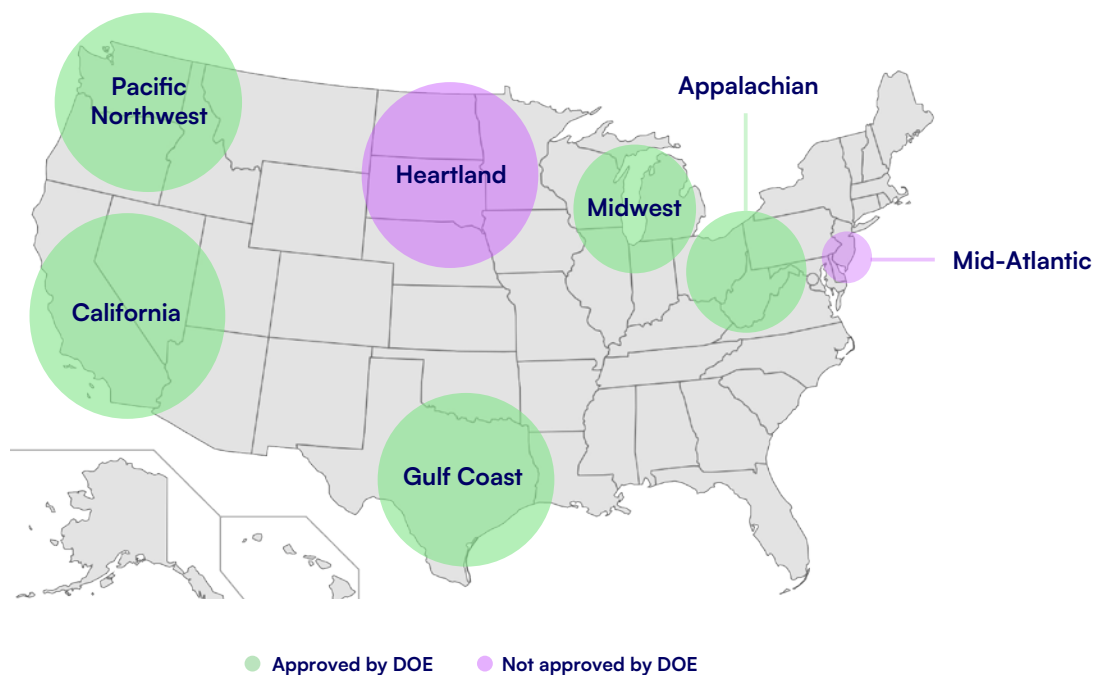 Pacific
Northwest
Appalachian
Heartland
Midwest
Mid-Atlantic
California
Gulf Coast
Approved by DOE
Not approved by DOE